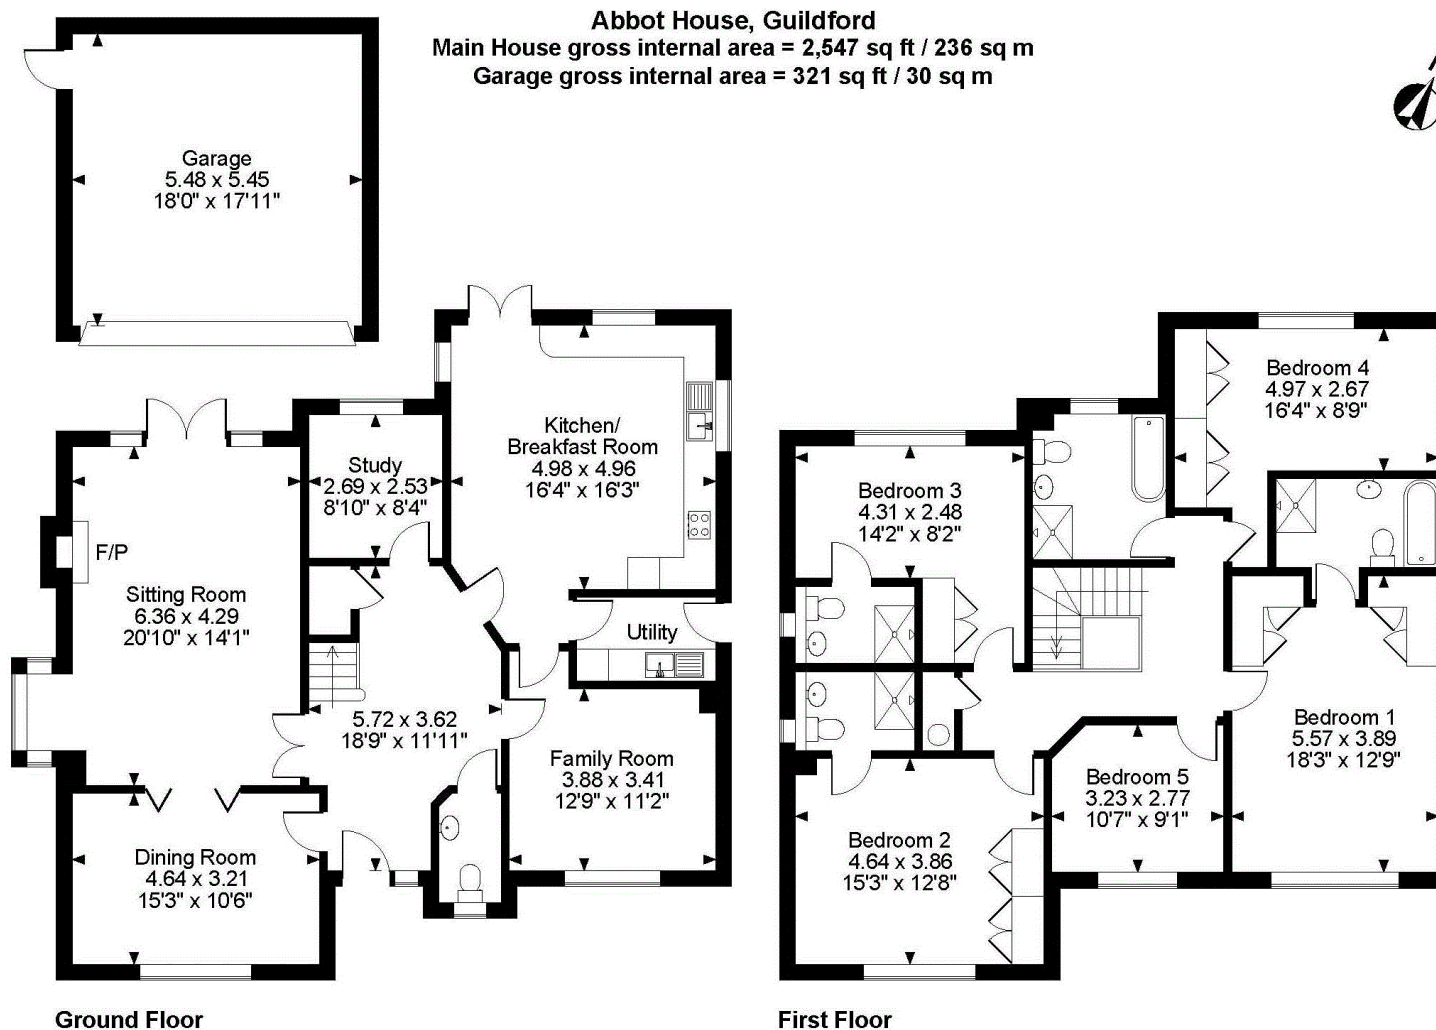 Abbot House, Guildford
Main House gross internal area = 2,547 sq ft / 236 sq m
Garage gross internal area = 321 sq ft / 30 sq m
Garage
5.48 x 5.45
18'0" x 17'11"
Kitchen/
Breakfast Room
4.98 x 4.96
16'4" x 16'3"
Study
2.69 x 2.53
8'10" x 8'4"
F/P
Sitting Room
6.36 x 4.29
20'10" x 14'1"
Utility
5.72 x 3.62
18'9" x 11'11"
Family Room
3.88 x 3.41
12'9" x 11'2"
Dining Room
4.64 x 3.21
15'3" x 10'6"
Ground Floor
Bedroom 4
4.97 x 2.67
16'4" x 8'9"
Bedroom 3
4.31 x 2.48
14'2" x 8'2"
Bedroom 1
5.57 x 3.89
18'3" x 12'9"
Bedroom 5
3.23 x 2.77
10'7" x 9'1"
Bedroom 2
4.64 x 3.86
15'3" x 12'8"
First Floor